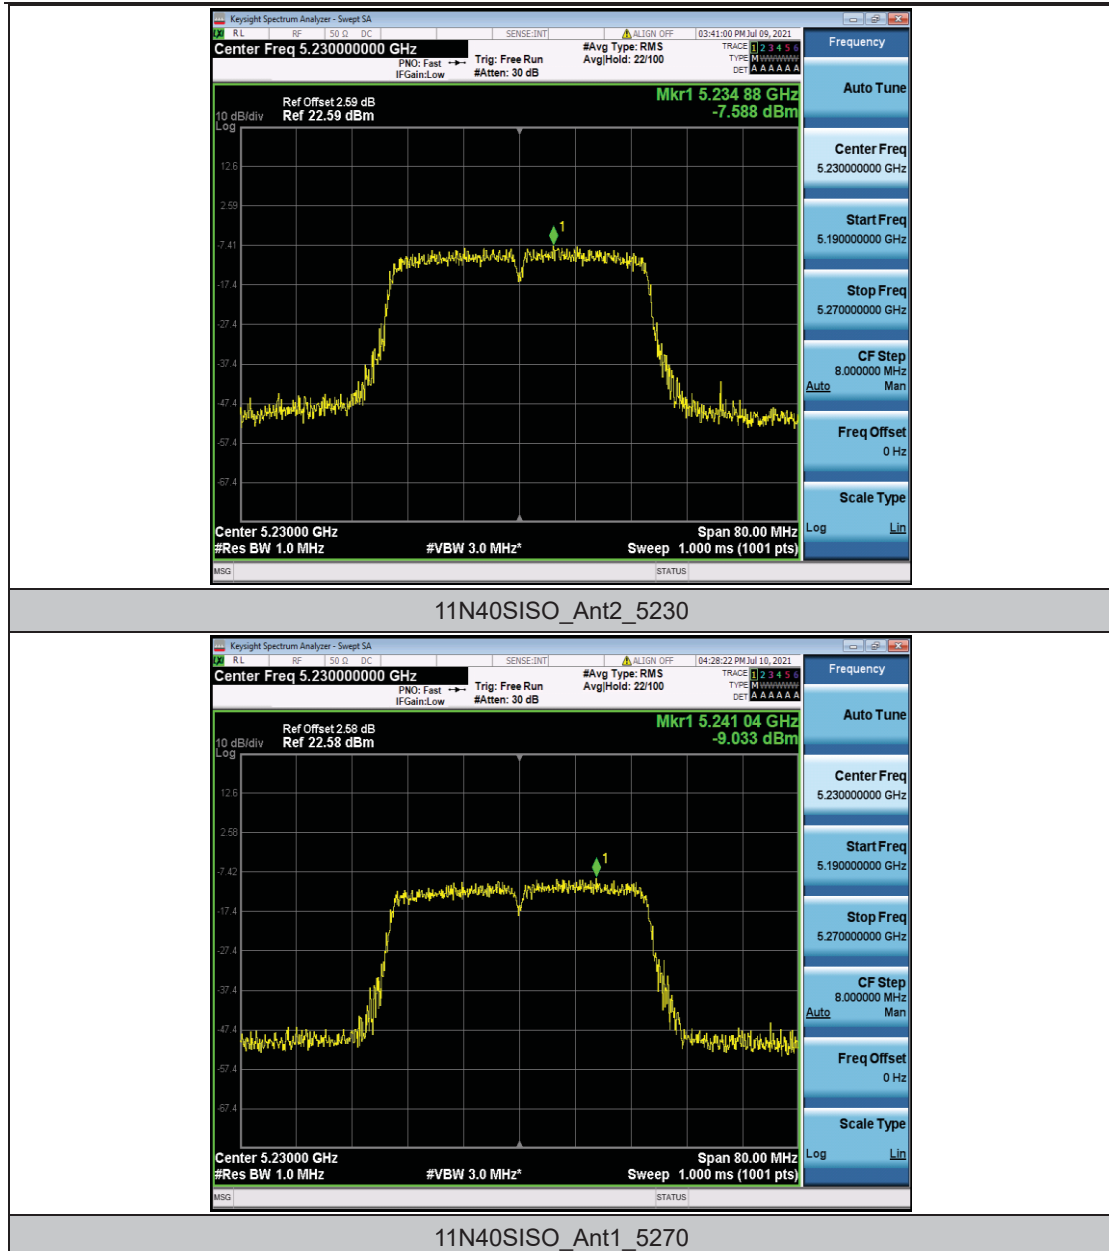 Keysight Spectrum Analyzer - Swept SA
LXI RL RF 50 Ω DC SENSE:INT ALIGN OFF 03:41:00 PM Jul 09, 2021
Center Freq 5.230000000 GHz
#Avg Type: RMS
TRACE 1 2 3 4 5 6
PNO: Fast
Trig: Free Run
Avg|Hold: 22/100
TYPE M WWWWW
IFGain:Low
#Atten: 30 dB
DET A A A A A A
Frequency
Auto Tune
Mkr1 5.234 88 GHz
-7.588 dBm
Ref Offset 2.59 dB
10 dB/div Ref 22.59 dBm
Log
12.6
2.59
-7.41
-17.4
-27.4
-37.4
-47.4
-57.4
-67.4
1
Center Freq
5.230000000 GHz
Start Freq
5.190000000 GHz
Stop Freq
5.270000000 GHz
CF Step
8.000000 MHz
Auto Man
Freq Offset
0 Hz
Scale Type
Log Lin
Center 5.23000 GHz Span 80.00 MHz
#Res BW 1.0 MHz #VBW 3.0 MHz* Sweep 1.000 ms (1001 pts)
MSG STATUS
11N40SISO_Ant2_5230
Keysight Spectrum Analyzer - Swept SA
LXI RL RF 50 Ω DC SENSE:INT ALIGN OFF 04:28:22 PM Jul 10, 2021
Center Freq 5.230000000 GHz
#Avg Type: RMS
TRACE 1 2 3 4 5 6
PNO: Fast
Trig: Free Run
Avg|Hold: 22/100
TYPE M WWWWW
IFGain:Low
#Atten: 30 dB
DET A A A A A A
Frequency
Auto Tune
Mkr1 5.241 04 GHz
-9.033 dBm
Ref Offset 2.58 dB
10 dB/div Ref 22.58 dBm
Log
12.6
2.58
-7.42
-17.4
-27.4
-37.4
-47.4
-57.4
-67.4
1
Center Freq
5.230000000 GHz
Start Freq
5.190000000 GHz
Stop Freq
5.270000000 GHz
CF Step
8.000000 MHz
Auto Man
Freq Offset
0 Hz
Scale Type
Log Lin
Center 5.23000 GHz Span 80.00 MHz
#Res BW 1.0 MHz #VBW 3.0 MHz* Sweep 1.000 ms (1001 pts)
MSG STATUS
11N40SISO_Ant1_5270